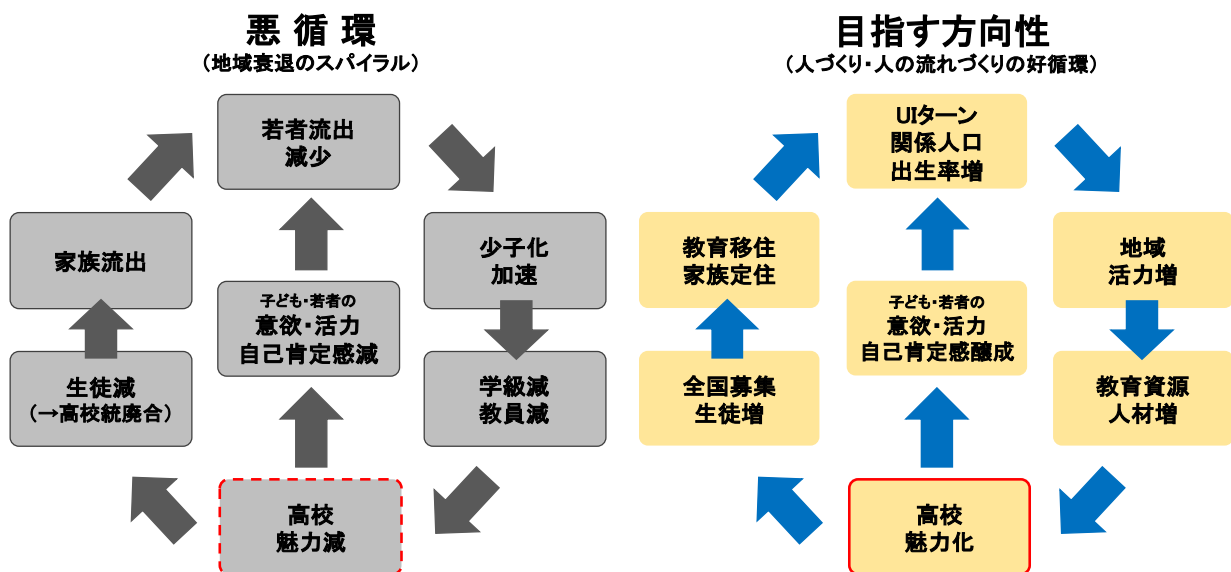 悪 循 環
（地域衰退のスパイラル）
若者流出
減少
家族流出
少子化
加速
子ども・若者の
意欲・活力
自己肯定感減
生徒減
（→高校統廃合）
学級減
教員減
高校
魅力減
目指す方向性
（人づくり・人の流れづくりの好循環）
UIターン
関係人口
出生率増
教育移住
家族定住
地域
活力増
子ども・若者の
意欲・活力
自己肯定感醸成
全国募集
生徒増
教育資源
人材増
高校
魅力化